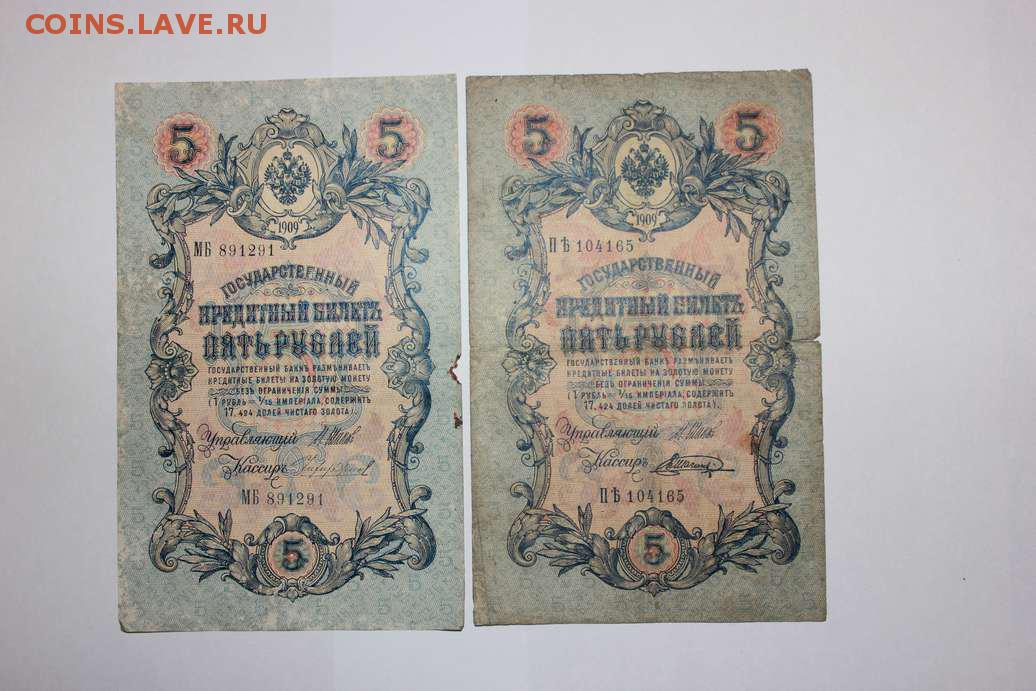 COINS.LAVE.RU
5 5
1909
МБ 891291
ГОСУДАРСТВЕННЫЙ
КРЕДИТНЫЙ БИЛЕТЪ
ПЯТЬ РУБЛЕЙ
ГОСУДАРСТВЕННЫЙ БАНКЪ РАЗМѢНИВАЕТЪ
КРЕДИТНЫЕ БИЛЕТЫ НА ЗОЛОТУЮ МОНЕТУ
БЕЗЪ ОГРАНИЧЕНІЯ СУММЫ
(1 РУБЛЬ = 1/15 ИМПЕРІАЛА, СОДЕРЖИТЪ
17,424 ДОЛЕЙ ЧИСТАГО ЗОЛОТА).
Управляющій
Кассиръ
МБ 891291
5
5 5
1909
ПѢ 104165
ГОСУДАРСТВЕННЫЙ
КРЕДИТНЫЙ БИЛЕТЪ
ПЯТЬ РУБЛЕЙ
ГОСУДАРСТВЕННЫЙ БАНКЪ РАЗМѢНИВАЕТЪ
КРЕДИТНЫЕ БИЛЕТЫ НА ЗОЛОТУЮ МОНЕТУ
БЕЗЪ ОГРАНИЧЕНІЯ СУММЫ
(1 РУБЛЬ = 1/15 ИМПЕРІАЛА, СОДЕРЖИТЪ
17,424 ДОЛЕЙ ЧИСТАГО ЗОЛОТА).
Управляющій
Кассиръ
ПѢ 104165
5